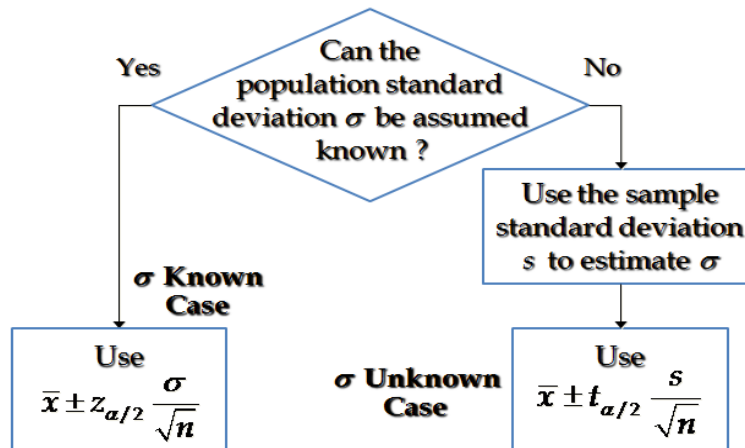 Can the
population standard
deviation σ be assumed
known ?
Yes
No
Use the sample
standard deviation
s to estimate σ
σ Known
Case
Use
x̄ ± z_{α/2} σ/√n
σ Unknown
Case
Use
x̄ ± t_{α/2} s/√n